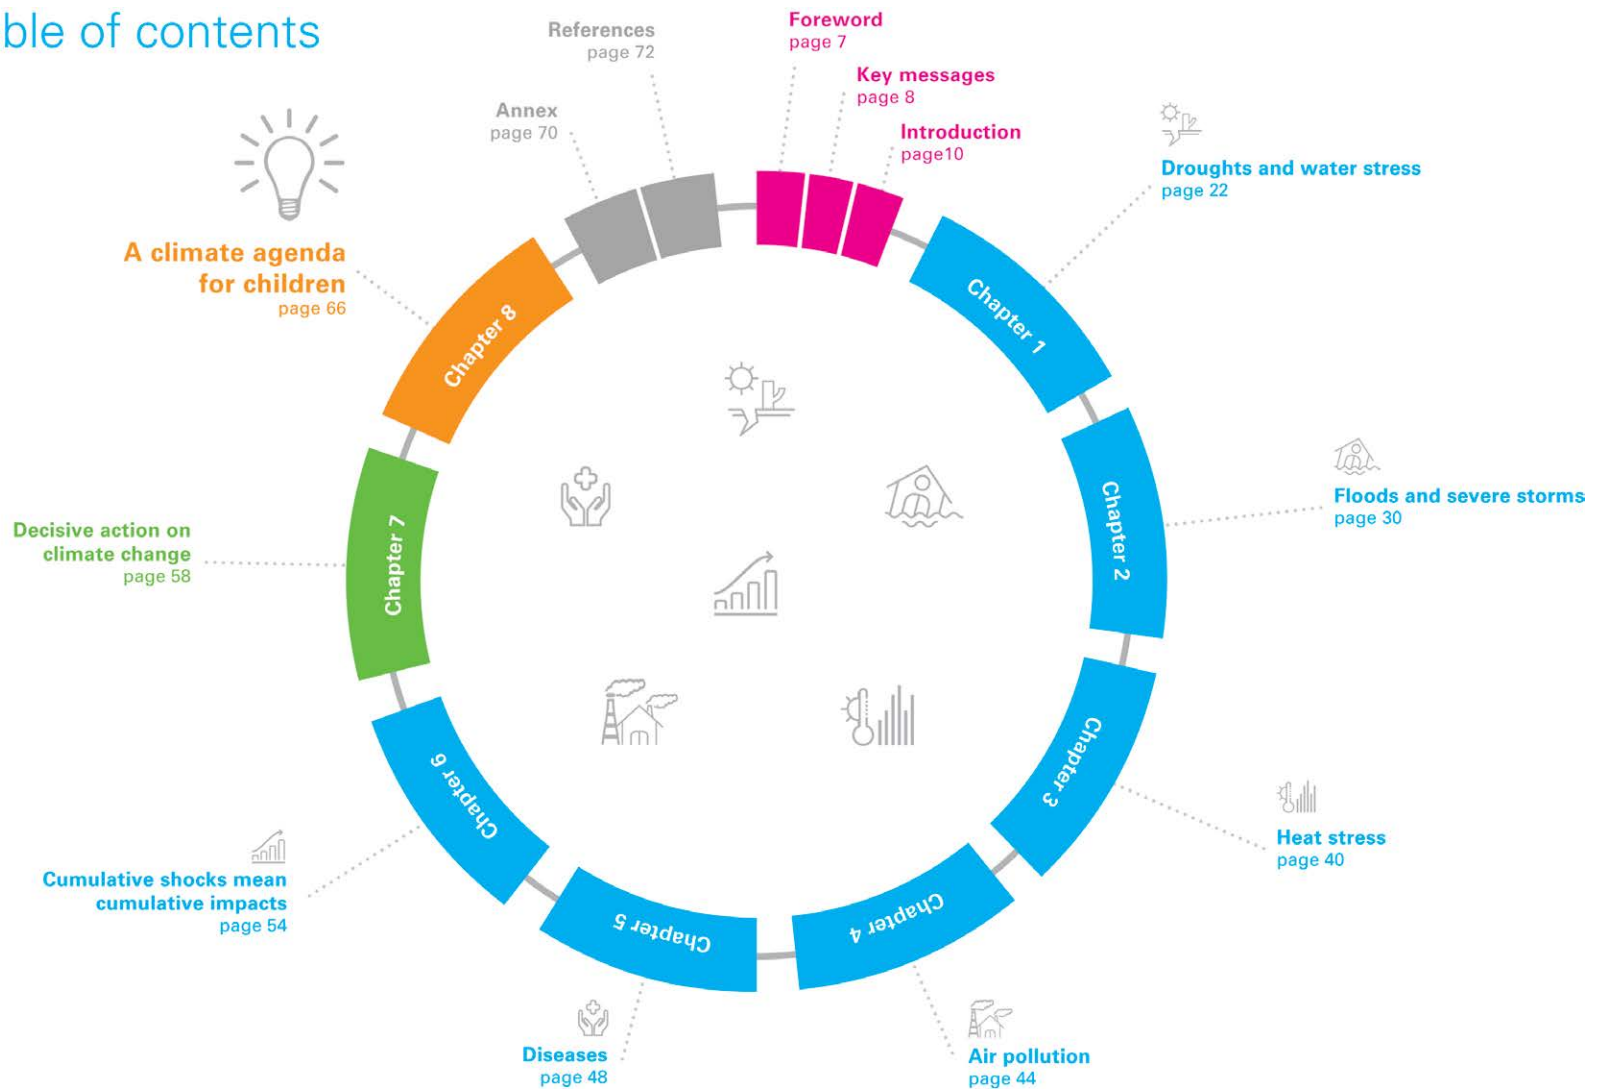 ble of contents
Foreword
page 7
Key messages
page 8
Introduction
page10
Droughts and water stress
page 22
Chapter 1
Floods and severe storms
page 30
Chapter 2
Heat stress
page 40
Chapter 3
Air pollution
page 44
Chapter 4
Diseases
page 48
Chapter 5
Cumulative shocks mean
cumulative impacts
page 54
Chapter 6
Decisive action on
climate change
page 58
Chapter 7
A climate agenda
for children
page 66
Chapter 8
Annex
page 70
References
page 72